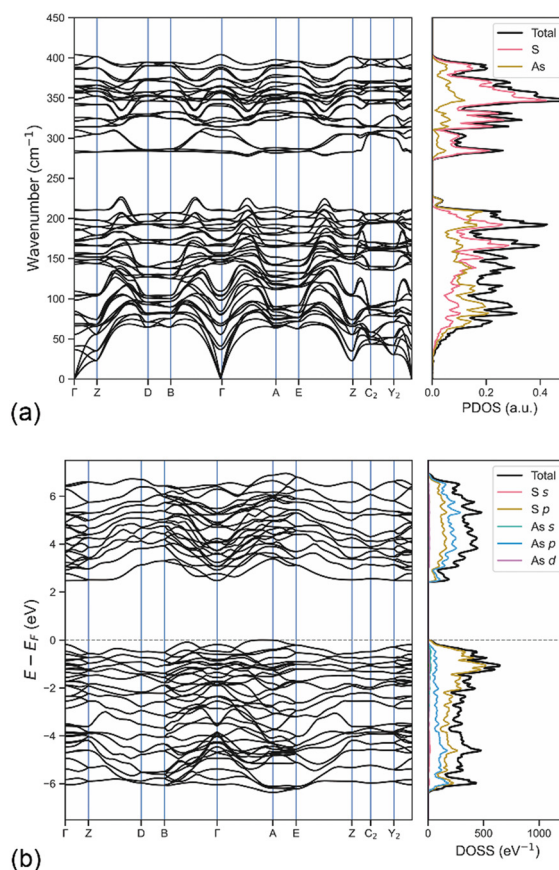 450
400
350
300
250
200
150
100
50
0
Wavenumber (cm⁻¹)
Γ Z D B Γ A E Z C₂ Y₂
Total
S
As
0.0 0.2 0.4
PDOS (a.u.)
(a)
6
4
2
0
−2
−4
−6
E − E_F (eV)
Γ Z D B Γ A E Z C₂ Y₂
Total
S s
S p
As s
As p
As d
0 500 1000
DOSS (eV⁻¹)
(b)